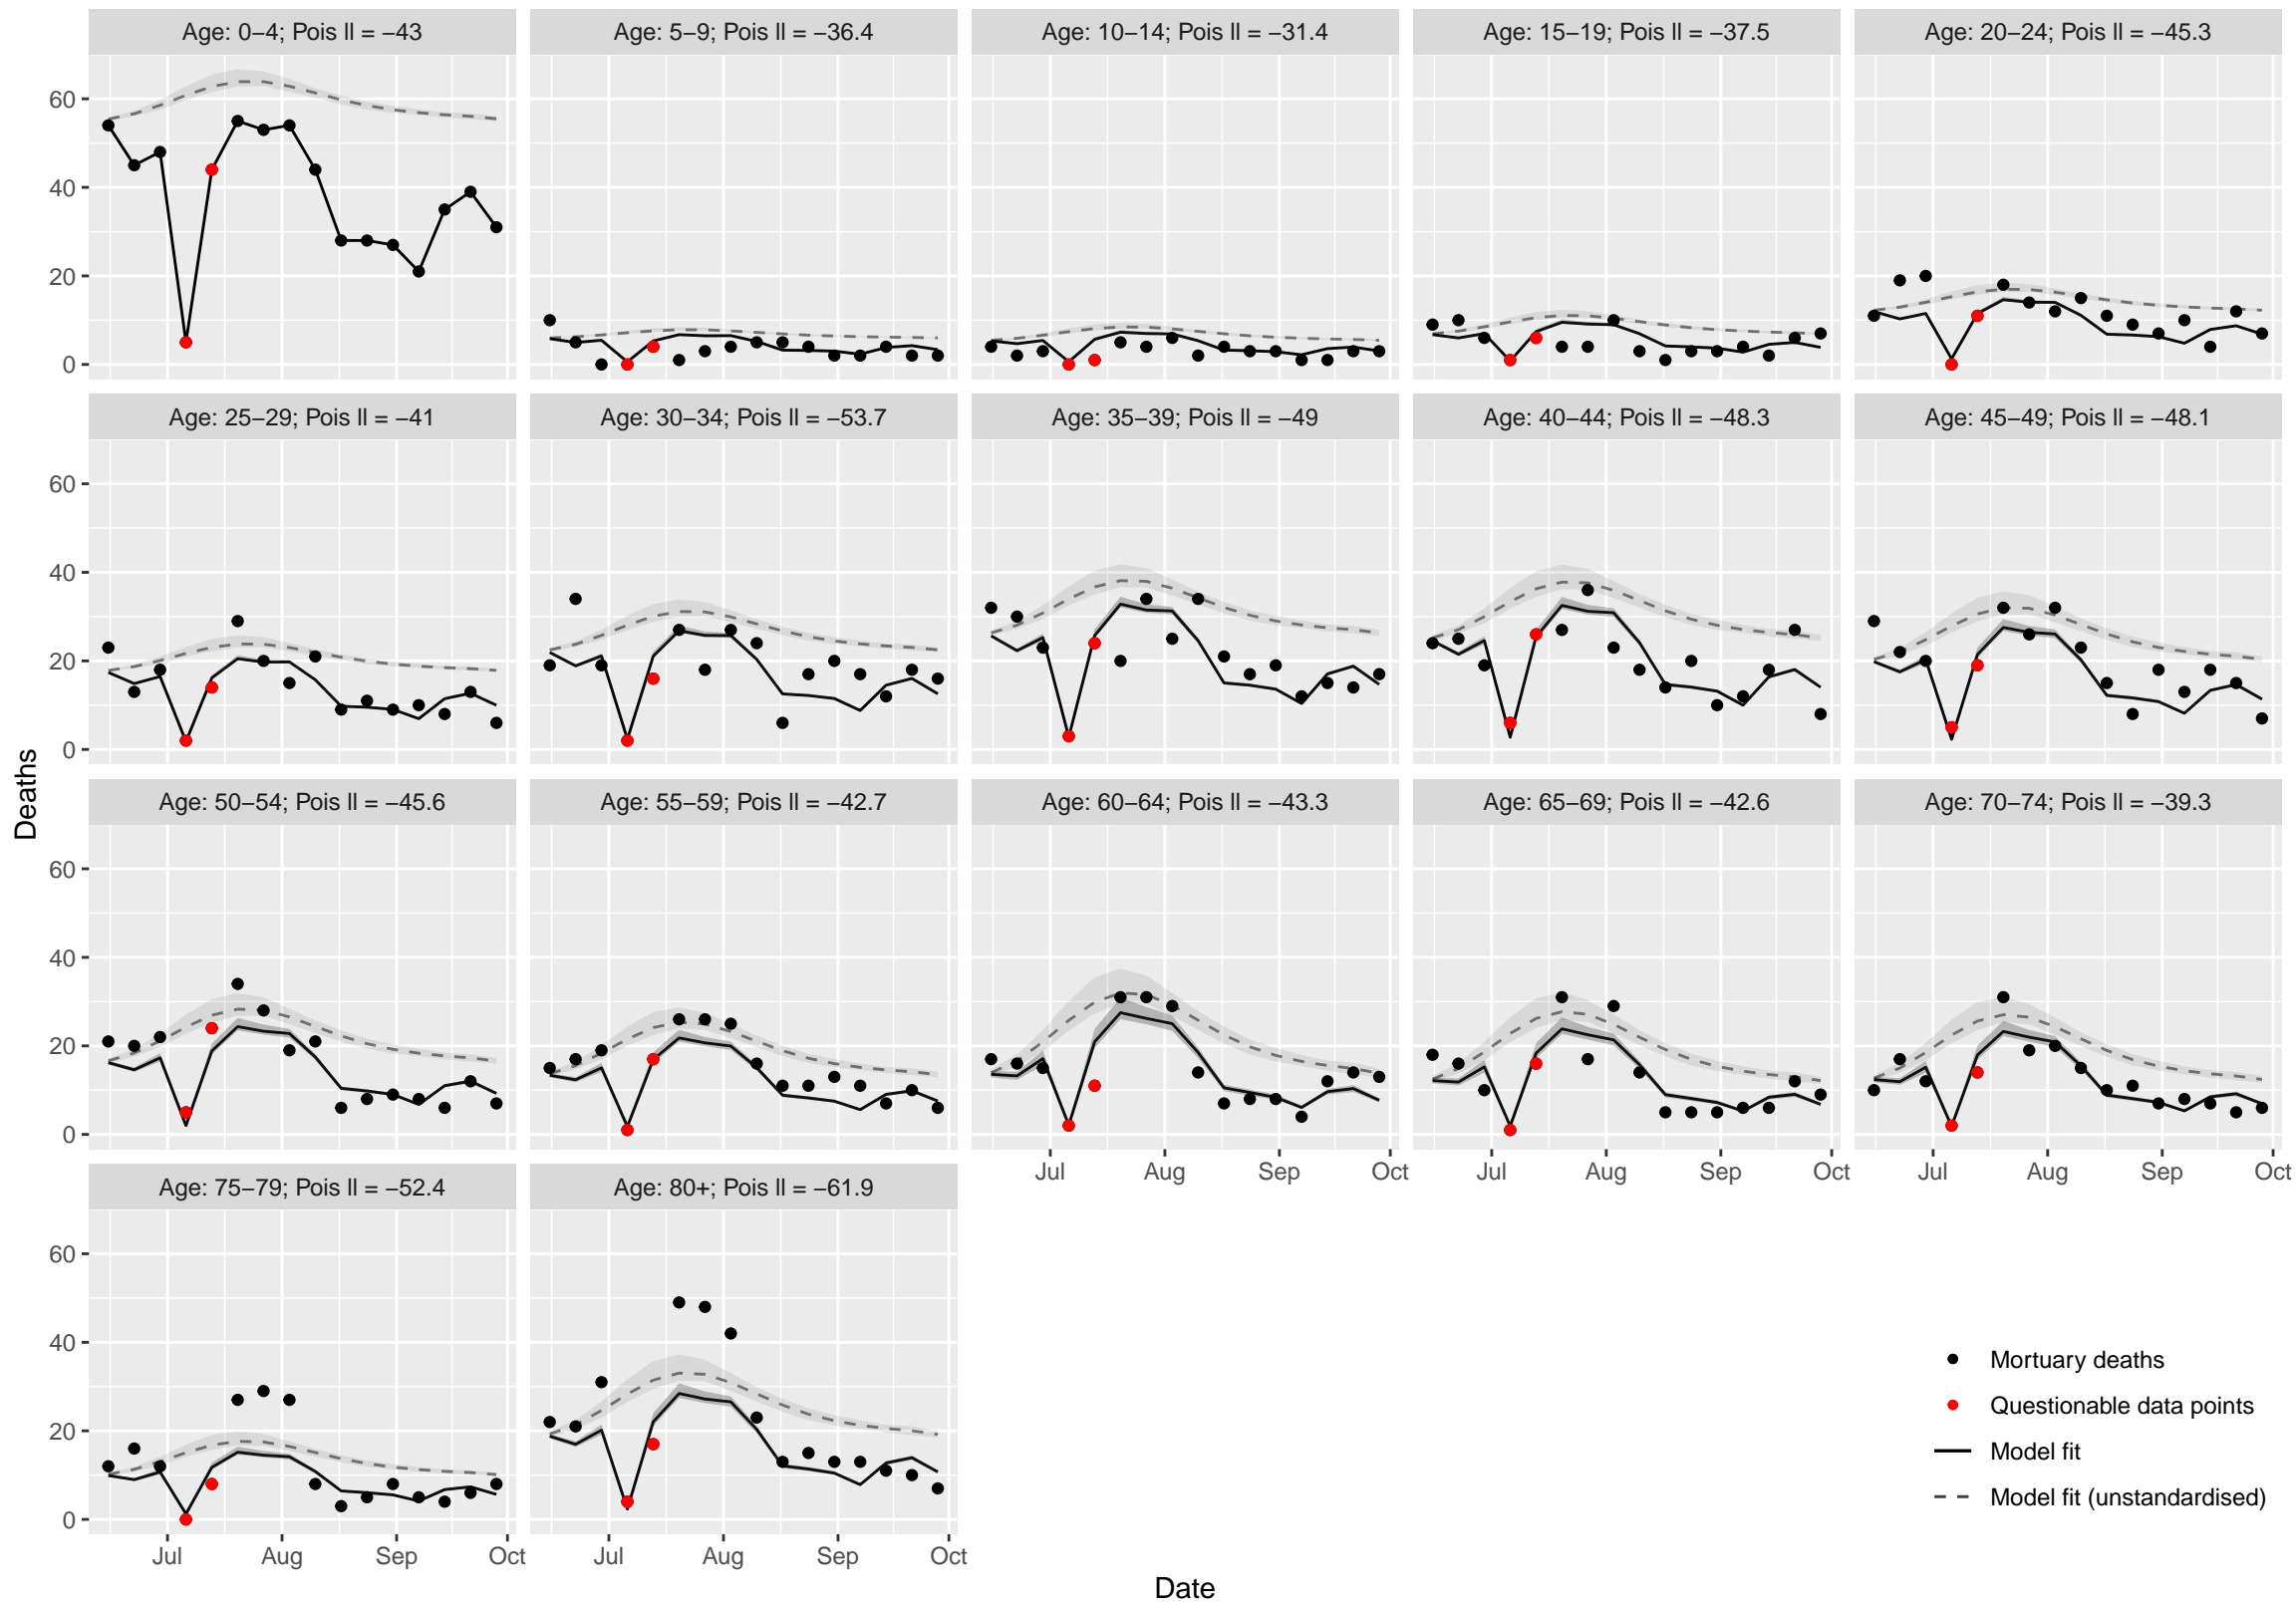 Age: 0−4; Pois ll = −43
Age: 5−9; Pois ll = −36.4
Age: 10−14; Pois ll = −31.4
Age: 15−19; Pois ll = −37.5
Age: 20−24; Pois ll = −45.3
60
40
20
0
Age: 25−29; Pois ll = −41
Age: 30−34; Pois ll = −53.7
Age: 35−39; Pois ll = −49
Age: 40−44; Pois ll = −48.3
Age: 45−49; Pois ll = −48.1
60
40
20
0
Deaths
Age: 50−54; Pois ll = −45.6
Age: 55−59; Pois ll = −42.7
Age: 60−64; Pois ll = −43.3
Age: 65−69; Pois ll = −42.6
Age: 70−74; Pois ll = −39.3
60
40
20
0
Jul Aug Sep Oct
Jul Aug Sep Oct
Jul Aug Sep Oct
Age: 75−79; Pois ll = −52.4
Age: 80+; Pois ll = −61.9
60
40
20
0
Jul Aug Sep Oct
Jul Aug Sep Oct
Mortuary deaths
Questionable data points
Model fit
Model fit (unstandardised)
Date